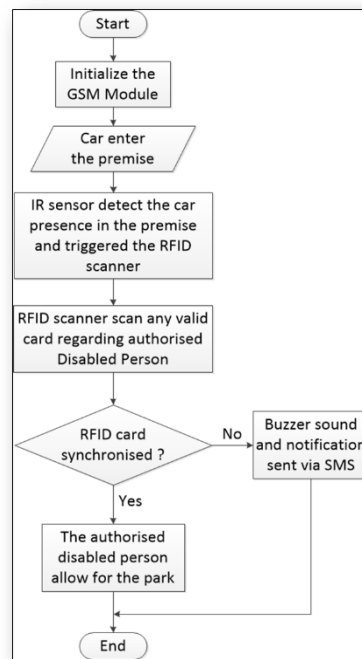 Start
Initialize the
GSM Module
Car enter
the premise
IR sensor detect the car
presence in the premise
and triggered the RFID
scanner
RFID scanner scan any valid
card regarding authorised
Disabled Person
RFID card
synchronised ?
No
Buzzer sound
and notification
sent via SMS
Yes
The authorised
disabled person
allow for the park
End